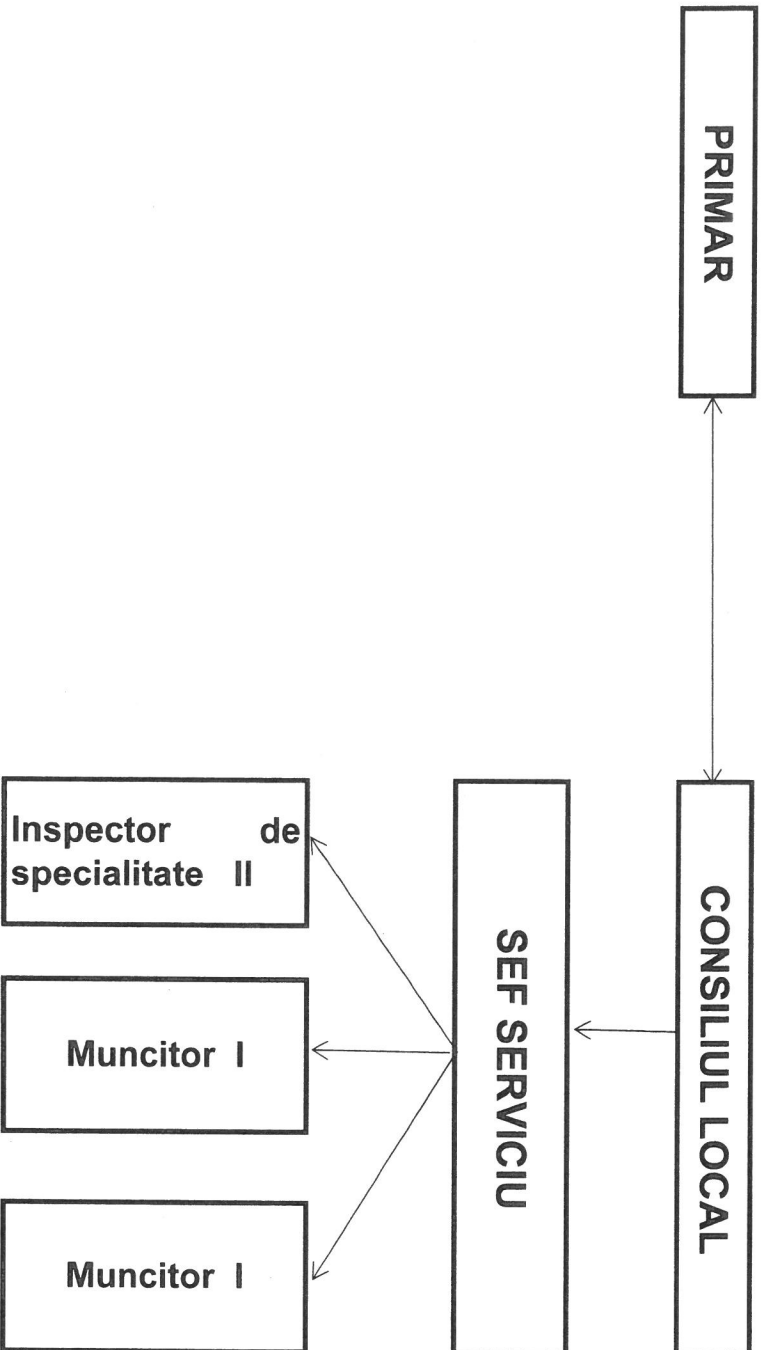 PRIMAR
CONSILIUL LOCAL
SEF SERVICIU
Inspector de
specialitate II
Muncitor I
Muncitor I